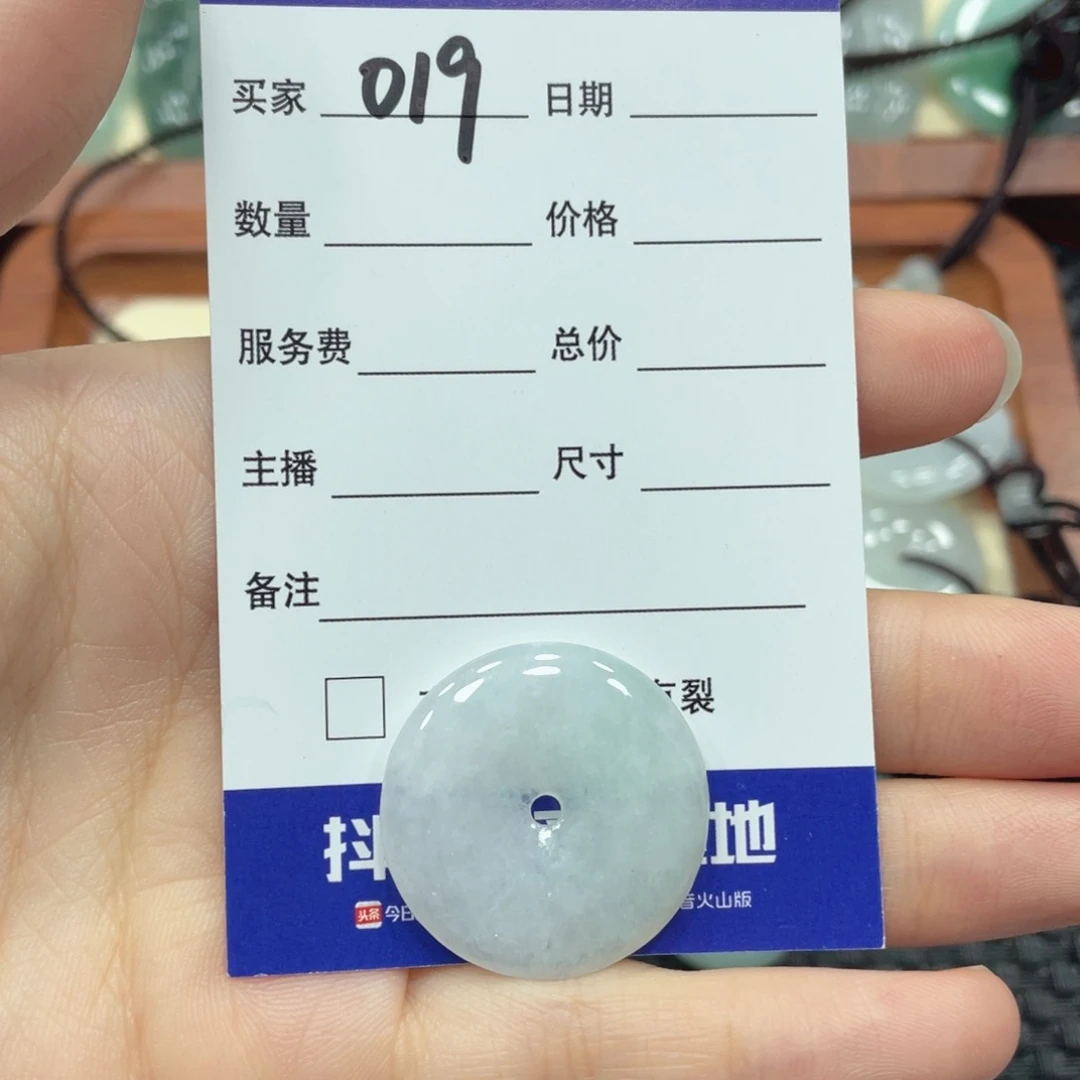 买家 019 日期
数量 价格
服务费 总价
主播 尺寸
备注
裂
抖 地
头条 今日 音火山版